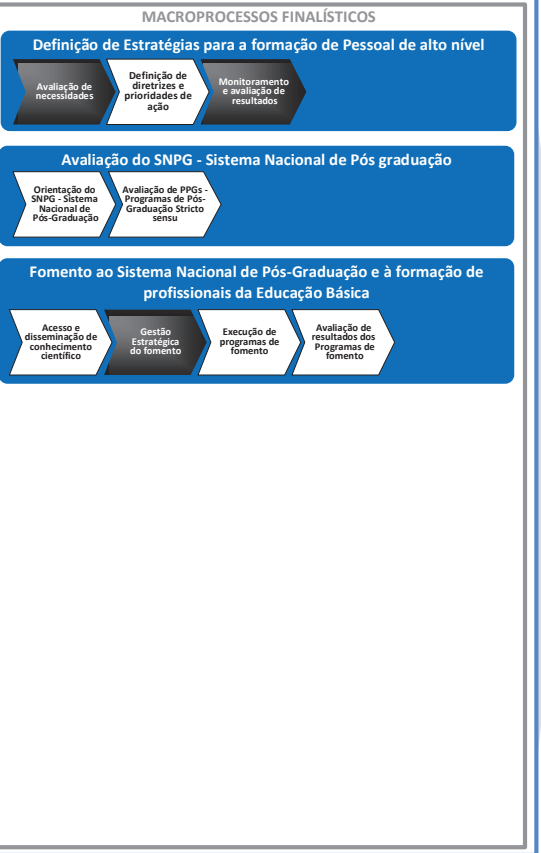 MACROPROCESSOS FINALÍSTICOS
Definição de Estratégias para a formação de Pessoal de alto nível
Avaliação de
necessidades
Definição de
diretrizes e
prioridades de
ação
Monitoramento
e avaliação de
resultados
Avaliação do SNPG - Sistema Nacional de Pós graduação
Orientação do
SNPG - Sistema
Nacional de
Pós-Graduação
Avaliação de PPGs -
Programas de Pós-
Graduação Stricto
sensu
Fomento ao Sistema Nacional de Pós-Graduação e à formação de
profissionais da Educação Básica
Acesso e
disseminação de
conhecimento
científico
Gestão
Estratégica
do fomento
Execução de
programas de
fomento
Avaliação de
resultados dos
Programas de
fomento